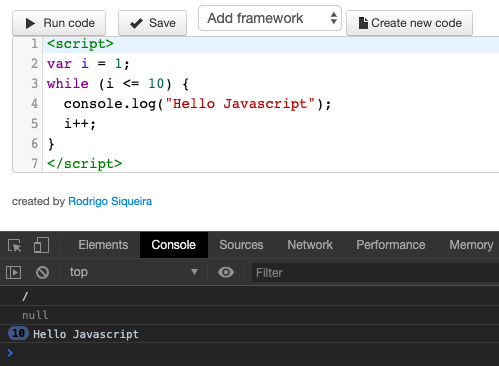 Run code Save Add framework Create new code
1 <script>
2 var i = 1;
3 while (i <= 10) {
4   console.log("Hello Javascript");
5   i++;
6 }
7 </script>
created by Rodrigo Siqueira
Elements Console Sources Network Performance Memory
top Filter
/
null
10 Hello Javascript
›